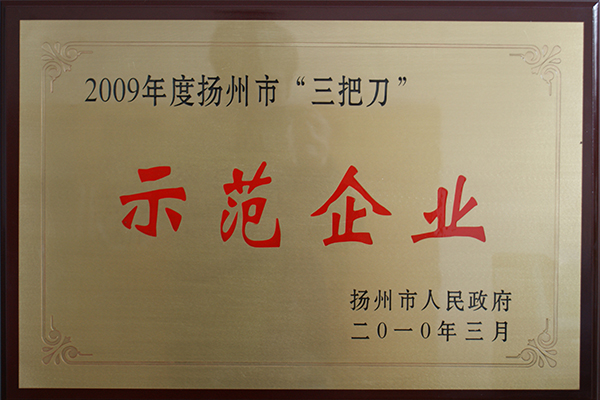 2009年度扬州市“三把刀”
示范企业
扬州市人民政府
二〇一〇年三月